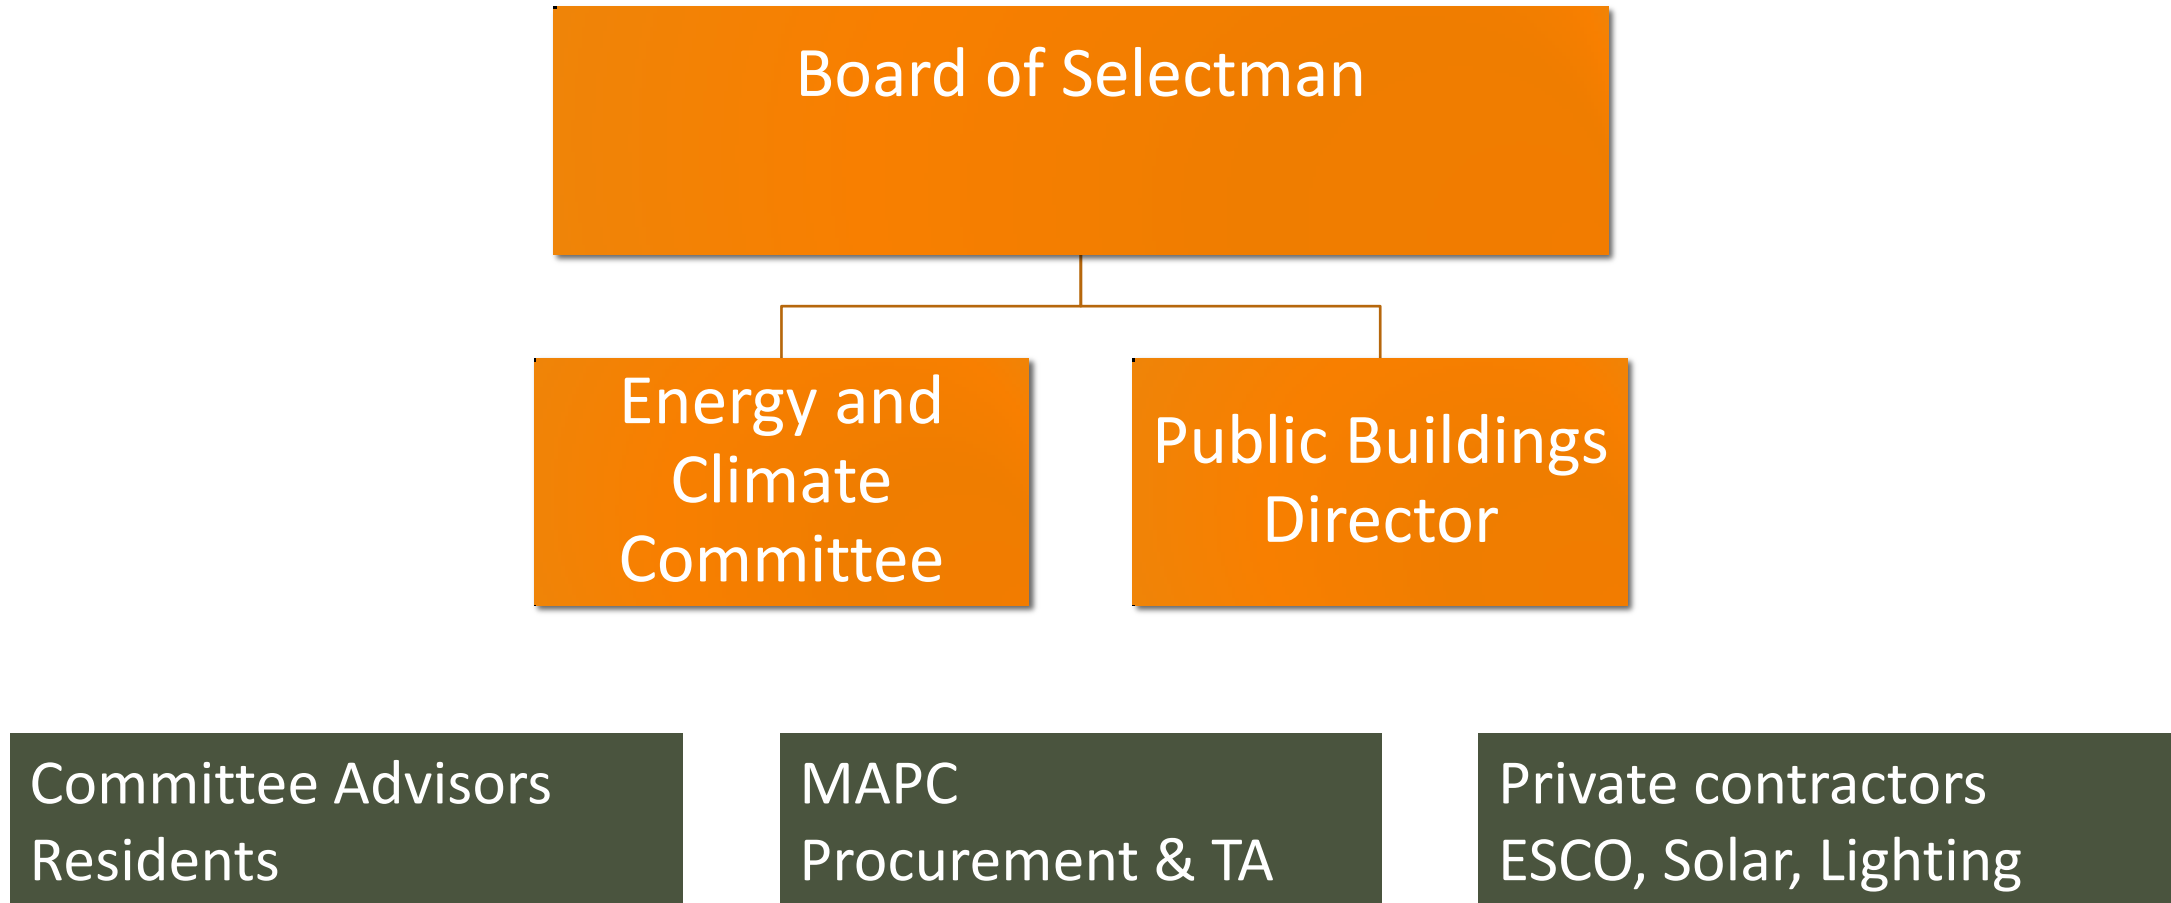 Board of Selectman
Energy and
Climate
Committee
Public Buildings
Director
Committee Advisors
Residents
MAPC
Procurement & TA
Private contractors
ESCO, Solar, Lighting